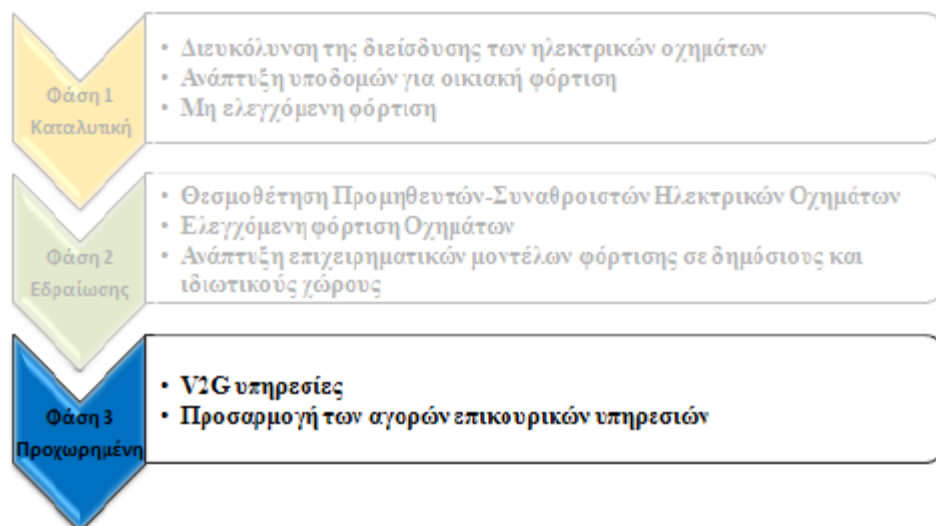 Φάση 1
Καταλυτική
• Διευκόλυνση της διείσδυσης των ηλεκτρικών οχημάτων
• Ανάπτυξη υποδομών για οικιακή φόρτιση
• Μη ελεγχόμενη φόρτιση
Φάση 2
Εδραίωσης
• Θεσμοθέτηση Προμηθευτών-Συναθροιστών Ηλεκτρικών Οχημάτων
• Ελεγχόμενη φόρτιση Οχημάτων
• Ανάπτυξη επιχειρηματικών μοντέλων φόρτισης σε δημόσιους και
ιδιωτικούς χώρους
Φάση 3
Προχωρημένη
• V2G υπηρεσίες
• Προσαρμογή των αγορών επικουρικών υπηρεσιών